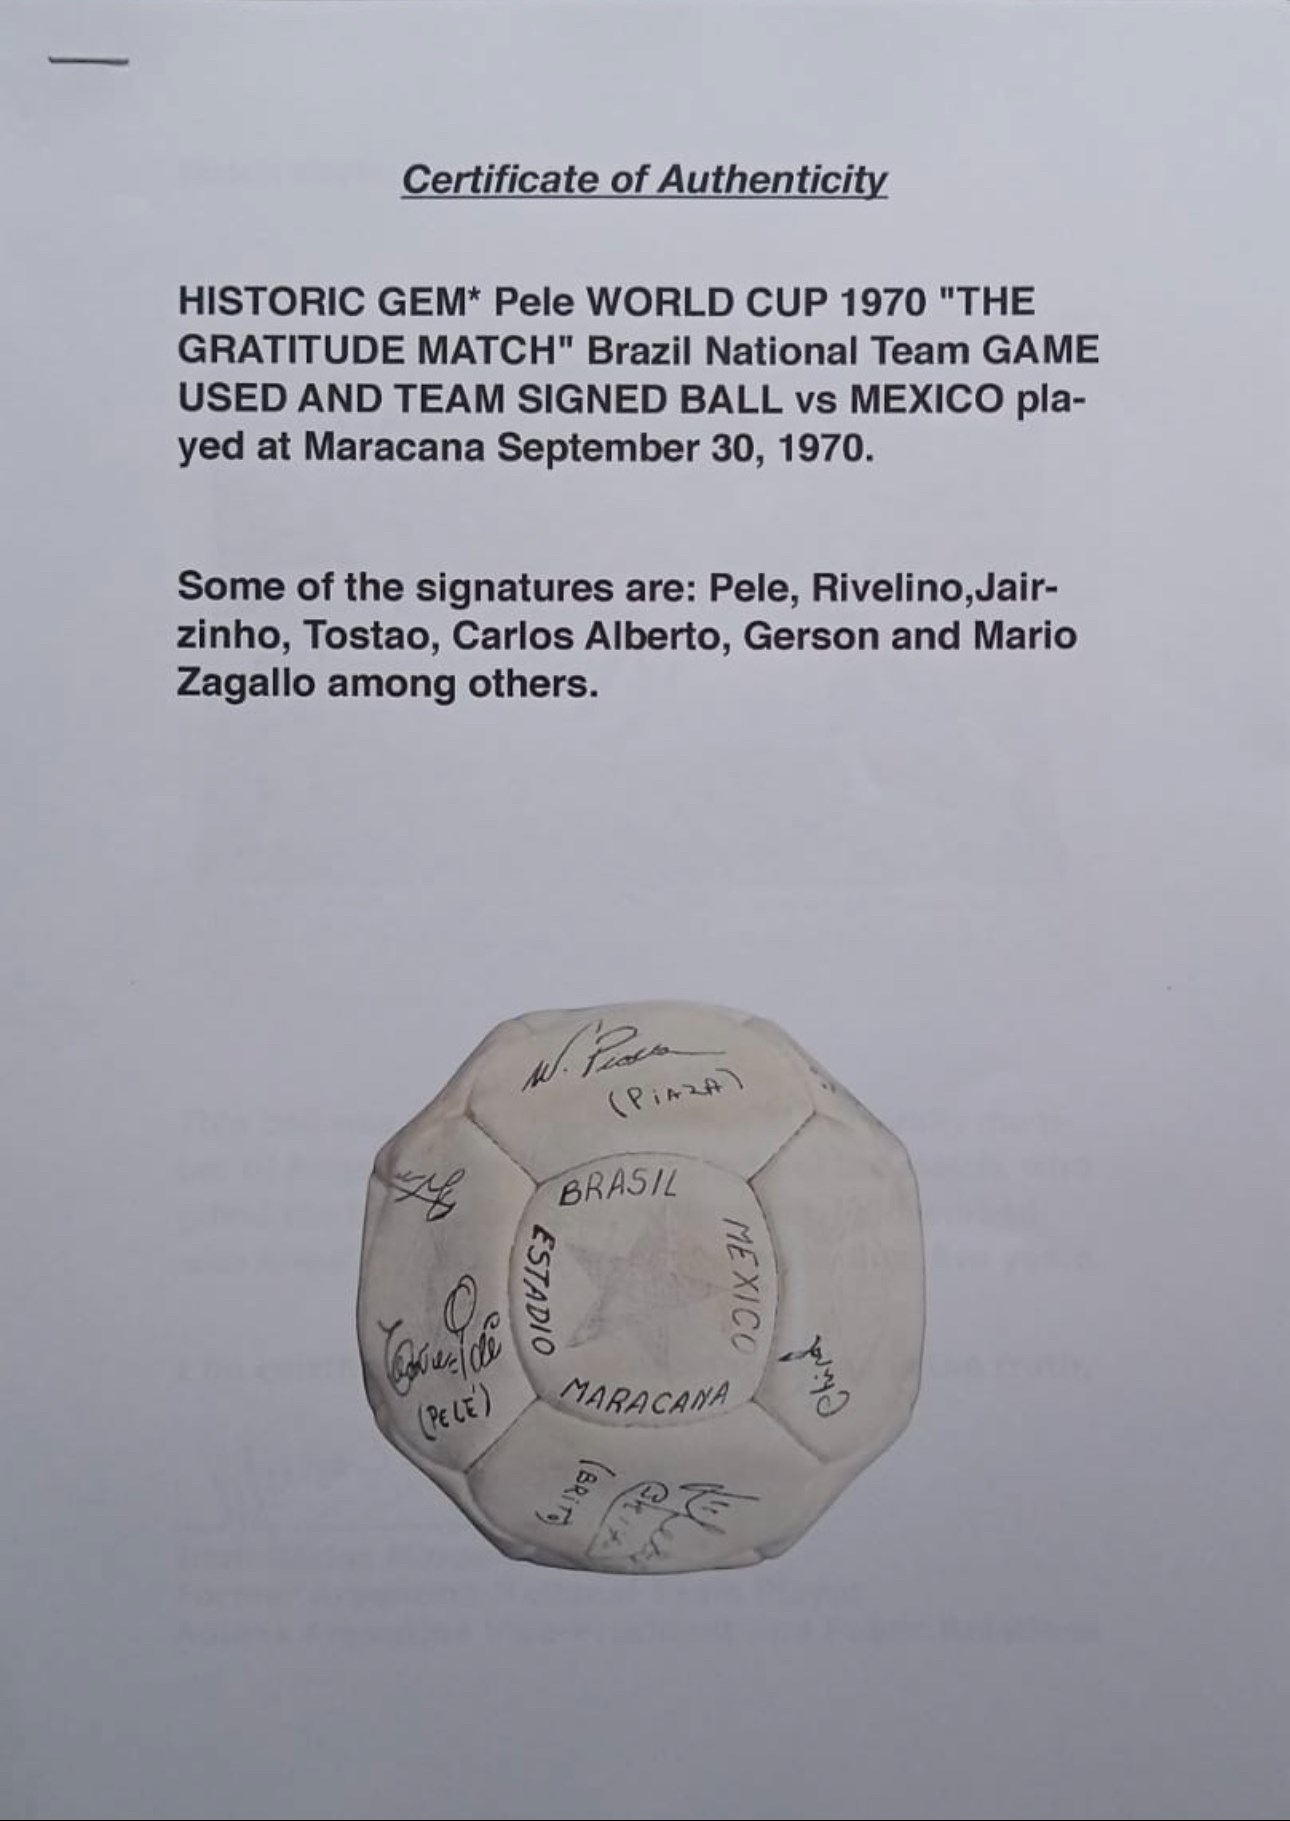 Certificate of Authenticity
HISTORIC GEM* Pele WORLD CUP 1970 "THE
GRATITUDE MATCH" Brazil National Team GAME
USED AND TEAM SIGNED BALL vs MEXICO pla-
yed at Maracana September 30, 1970.
Some of the signatures are: Pele, Rivelino,Jair-
zinho, Tostao, Carlos Alberto, Gerson and Mario
Zagallo among others.
W. Piazza
(PiAZA)
BRASIL
MEXICO
ESTADIO
MARACANA
(PELÉ)
(BRiTO)